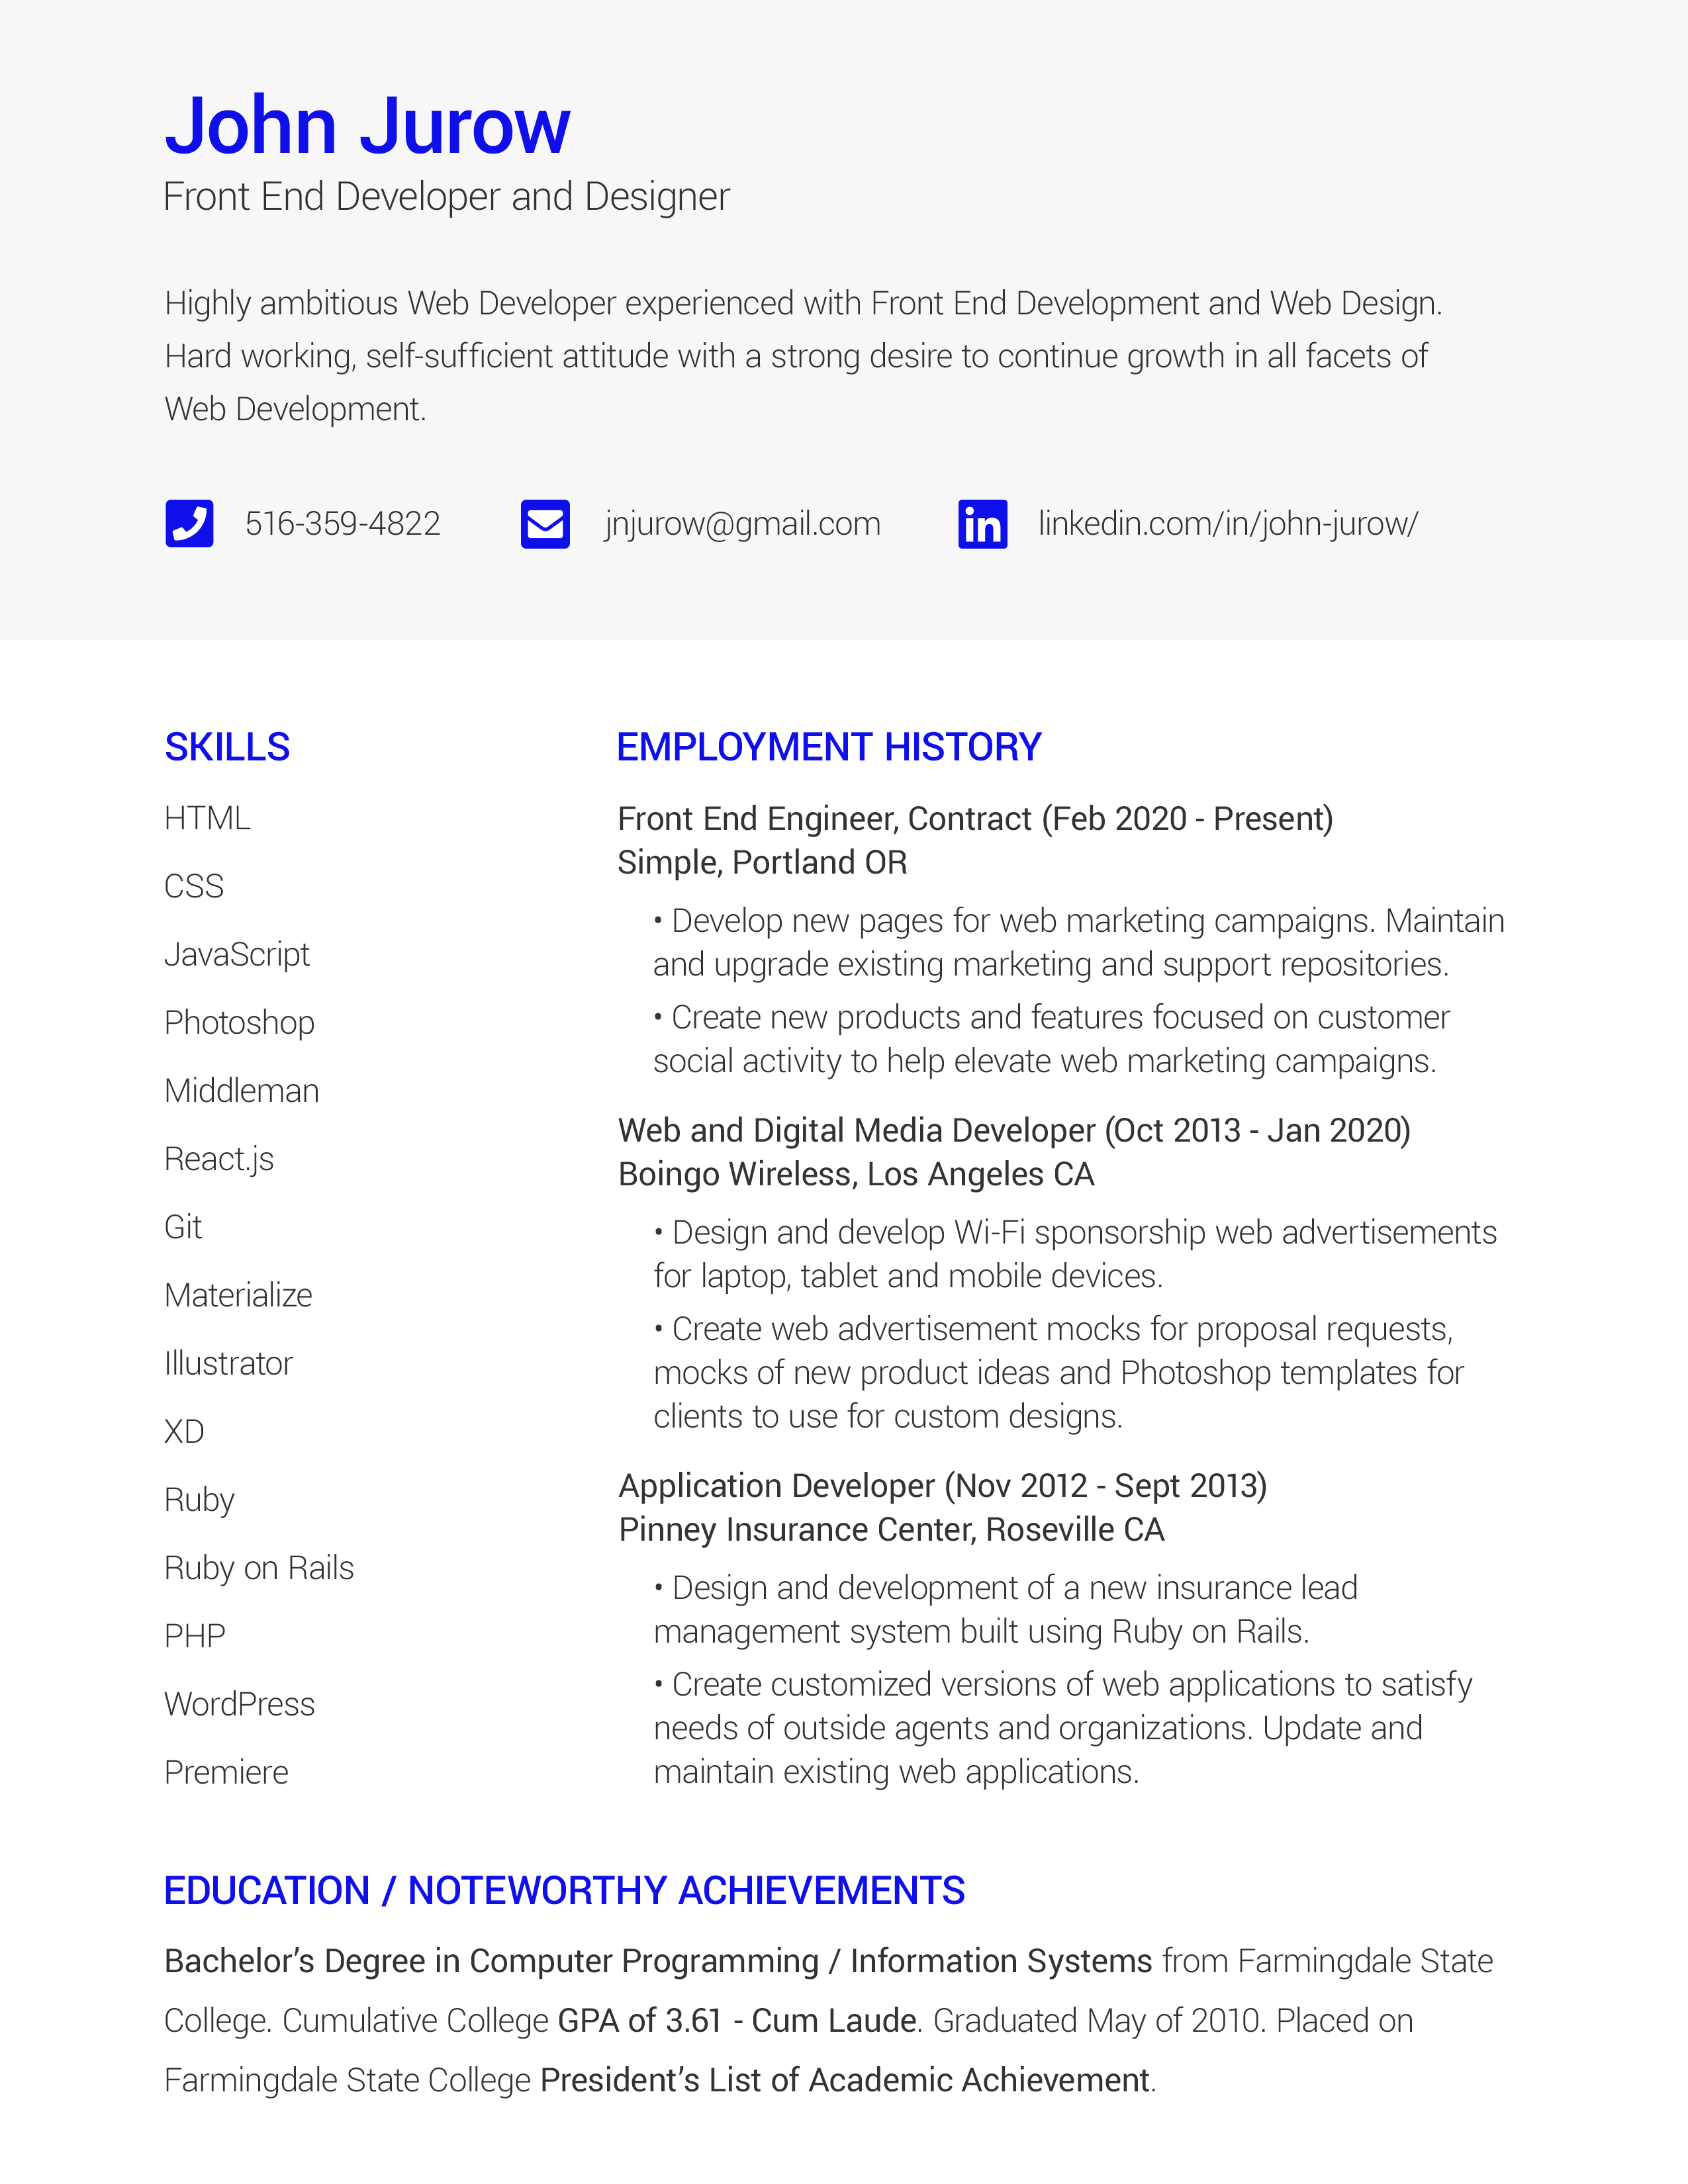 John Jurow
Front End Developer and Designer
Highly ambitious Web Developer experienced with Front End Development and Web Design.
Hard working, self-sufficient attitude with a strong desire to continue growth in all facets of
Web Development.
516-359-4822
jnjurow@gmail.com
linkedin.com/in/john-jurow/
SKILLS
HTML
CSS
JavaScript
Photoshop
Middleman
React.js
Git
Materialize
Illustrator
XD
Ruby
Ruby on Rails
PHP
WordPress
Premiere
EMPLOYMENT HISTORY
Front End Engineer, Contract (Feb 2020 - Present)
Simple, Portland OR
• Develop new pages for web marketing campaigns. Maintain
and upgrade existing marketing and support repositories.
• Create new products and features focused on customer
social activity to help elevate web marketing campaigns.
Web and Digital Media Developer (Oct 2013 - Jan 2020)
Boingo Wireless, Los Angeles CA
• Design and develop Wi-Fi sponsorship web advertisements
for laptop, tablet and mobile devices.
• Create web advertisement mocks for proposal requests,
mocks of new product ideas and Photoshop templates for
clients to use for custom designs.
Application Developer (Nov 2012 - Sept 2013)
Pinney Insurance Center, Roseville CA
• Design and development of a new insurance lead
management system built using Ruby on Rails.
• Create customized versions of web applications to satisfy
needs of outside agents and organizations. Update and
maintain existing web applications.
EDUCATION / NOTEWORTHY ACHIEVEMENTS
Bachelor’s Degree in Computer Programming / Information Systems from Farmingdale State
College. Cumulative College GPA of 3.61 - Cum Laude. Graduated May of 2010. Placed on
Farmingdale State College President’s List of Academic Achievement.